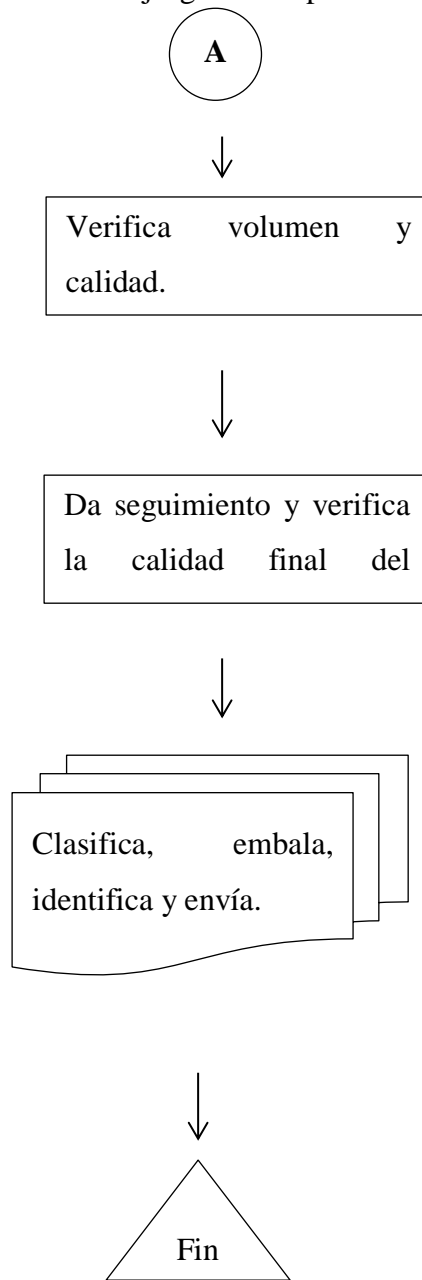 A
Verifica volumen y
calidad.
Da seguimiento y verifica
la calidad final del
Clasifica, embala,
identifica y envía.
Fin